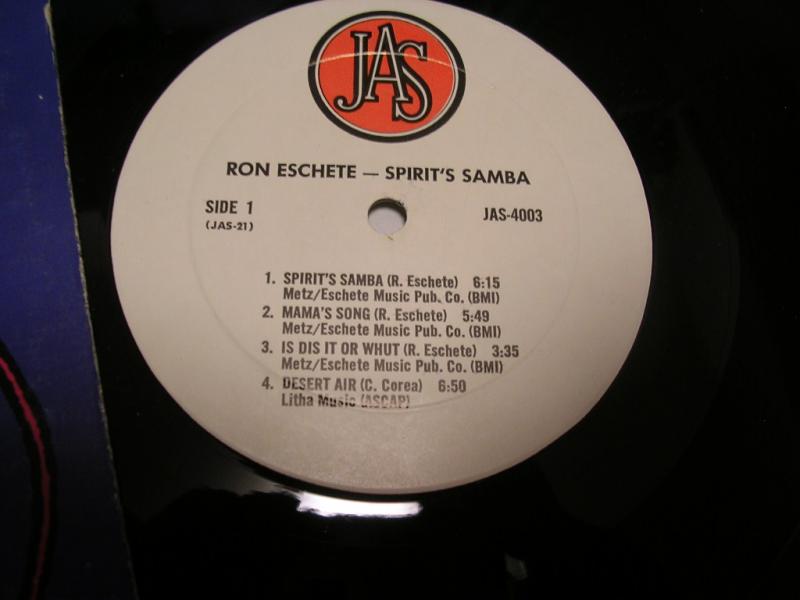 JAS
RON ESCHETE — SPIRIT'S SAMBA
SIDE 1
(JAS-21)
JAS-4003
1. SPIRIT'S SAMBA (R. Eschete) 6:15
Metz/Eschete Music Pub. Co. (BMI)
2. MAMA'S SONG (R. Eschete) 5:49
Metz/Eschete Music Pub. Co. (BMI)
3. IS DIS IT OR WHUT (R. Eschete) 3:35
Metz/Eschete Music Pub. Co. (BMI)
4. DESERT AIR (C. Corea) 6:50
Litha Music (ASCAP)